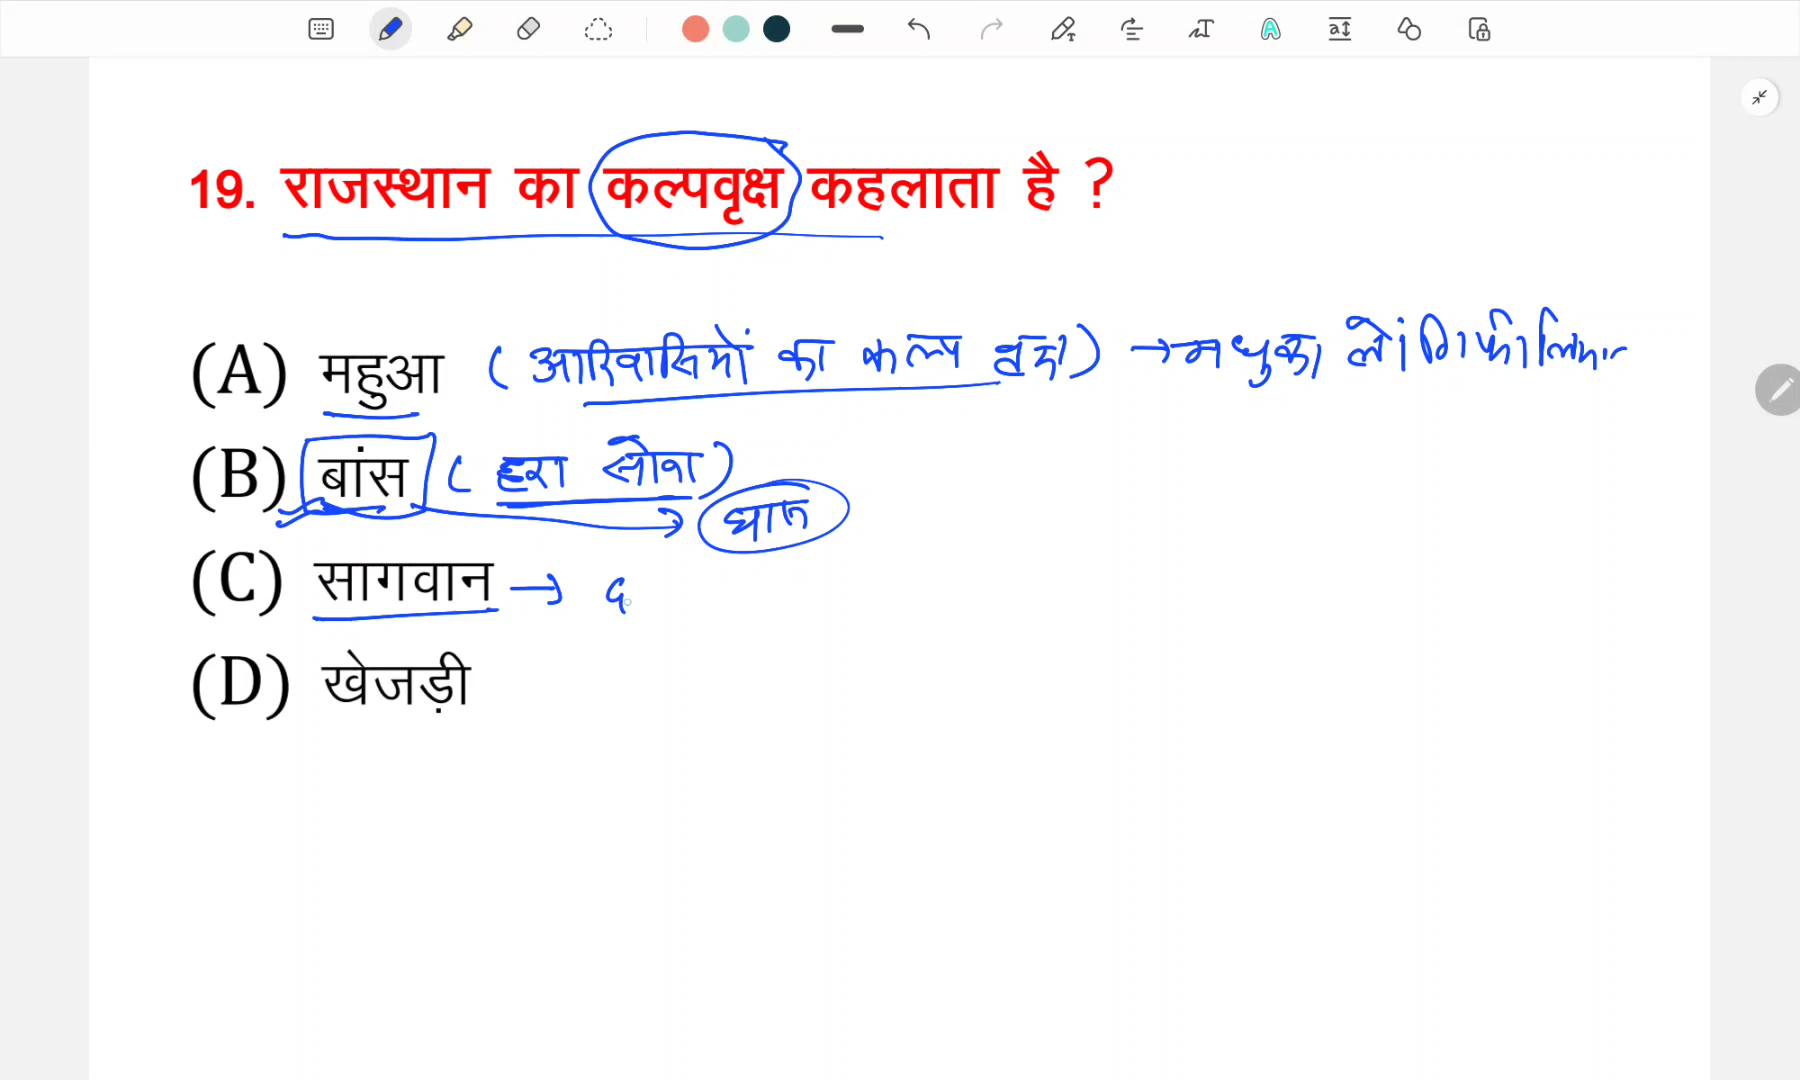 19. राजस्थान का कल्पवृक्ष कहलाता है ?
(A) महुआ (आदिवासियों का कल्प वृक्ष) → मधुका लोंगिफोलिया
(B) बांस (हरा सोना)
घास
(C) सागवान →
(D) खेजड़ी